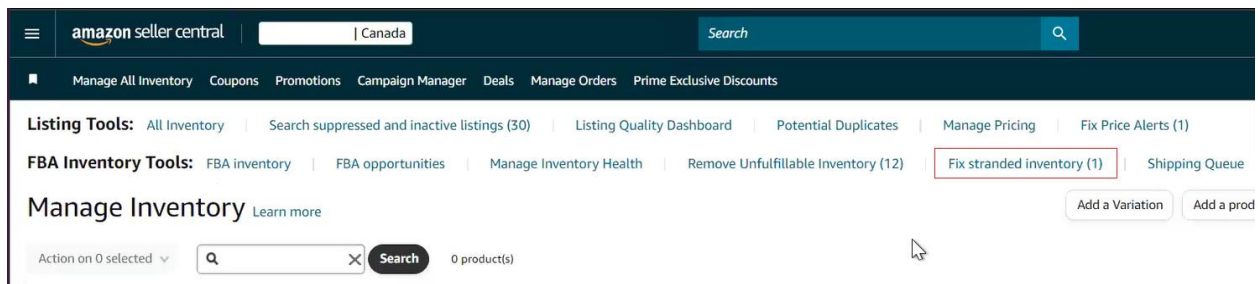 amazon seller central | Canada Search
Manage All Inventory Coupons Promotions Campaign Manager Deals Manage Orders Prime Exclusive Discounts
Listing Tools: All Inventory | Search suppressed and inactive listings (30) | Listing Quality Dashboard | Potential Duplicates | Manage Pricing | Fix Price Alerts (1)
FBA Inventory Tools: FBA inventory | FBA opportunities | Manage Inventory Health | Remove Unfulfillable Inventory (12) | Fix stranded inventory (1) | Shipping Queue
Manage Inventory Learn more Add a Variation Add a prod
Action on 0 selected Search 0 product(s)